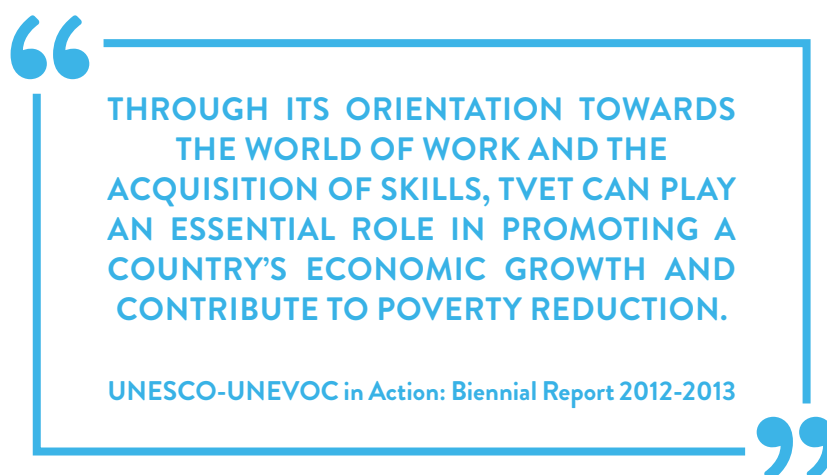 THROUGH ITS ORIENTATION TOWARDS
THE WORLD OF WORK AND THE
ACQUISITION OF SKILLS, TVET CAN PLAY
AN ESSENTIAL ROLE IN PROMOTING A
COUNTRY’S ECONOMIC GROWTH AND
CONTRIBUTE TO POVERTY REDUCTION.
UNESCO-UNEVOC in Action: Biennial Report 2012-2013